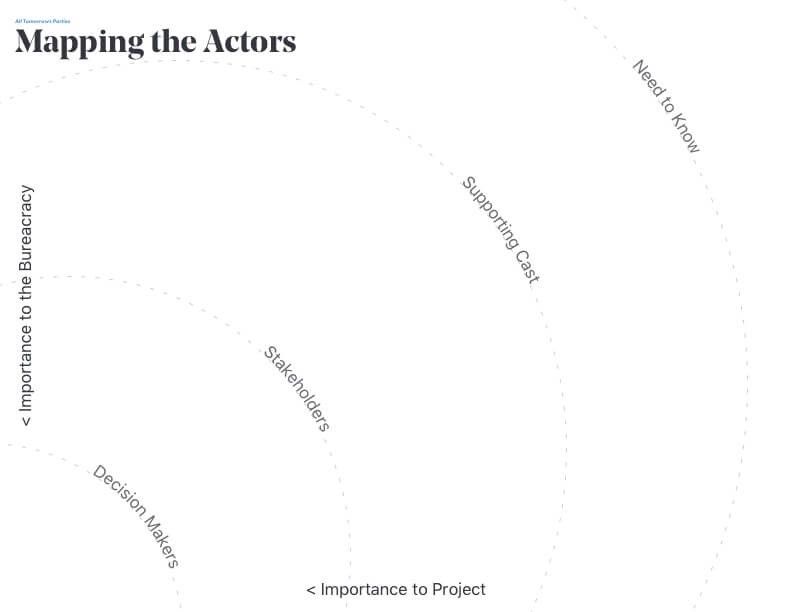 All Tomorrows Parties
Mapping the Actors
Need to Know
Supporting Cast
< Importance to the Bureacracy
Stakeholders
Decision Makers
< Importance to Project